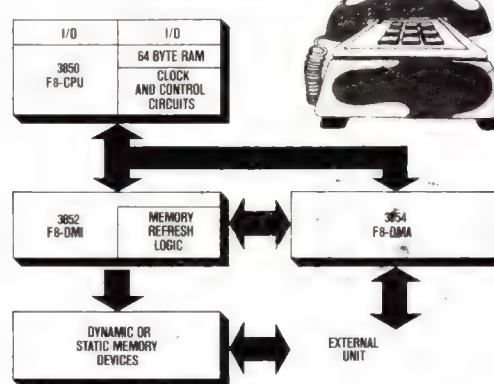 I/O
I/O
3850
F8-CPU
64 BYTE RAM
CLOCK
AND CONTROL
CIRCUITS
3852
F8-DMI
MEMORY
REFRESH
LOGIC
3854
F8-DMA
DYNAMIC OR
STATIC MEMORY
DEVICES
EXTERNAL
UNIT